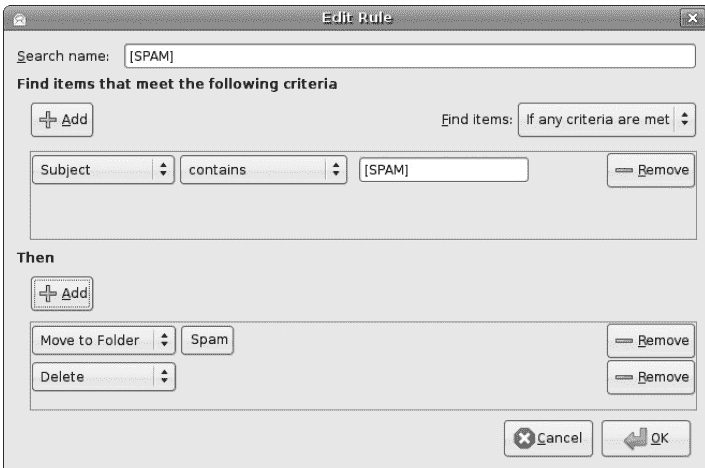 Edit Rule
Search name: [SPAM]
Find items that meet the following criteria
Add Find items: If any criteria are met
Subject contains [SPAM] Remove
Then
Add
Move to Folder Spam Remove
Delete Remove
Cancel OK